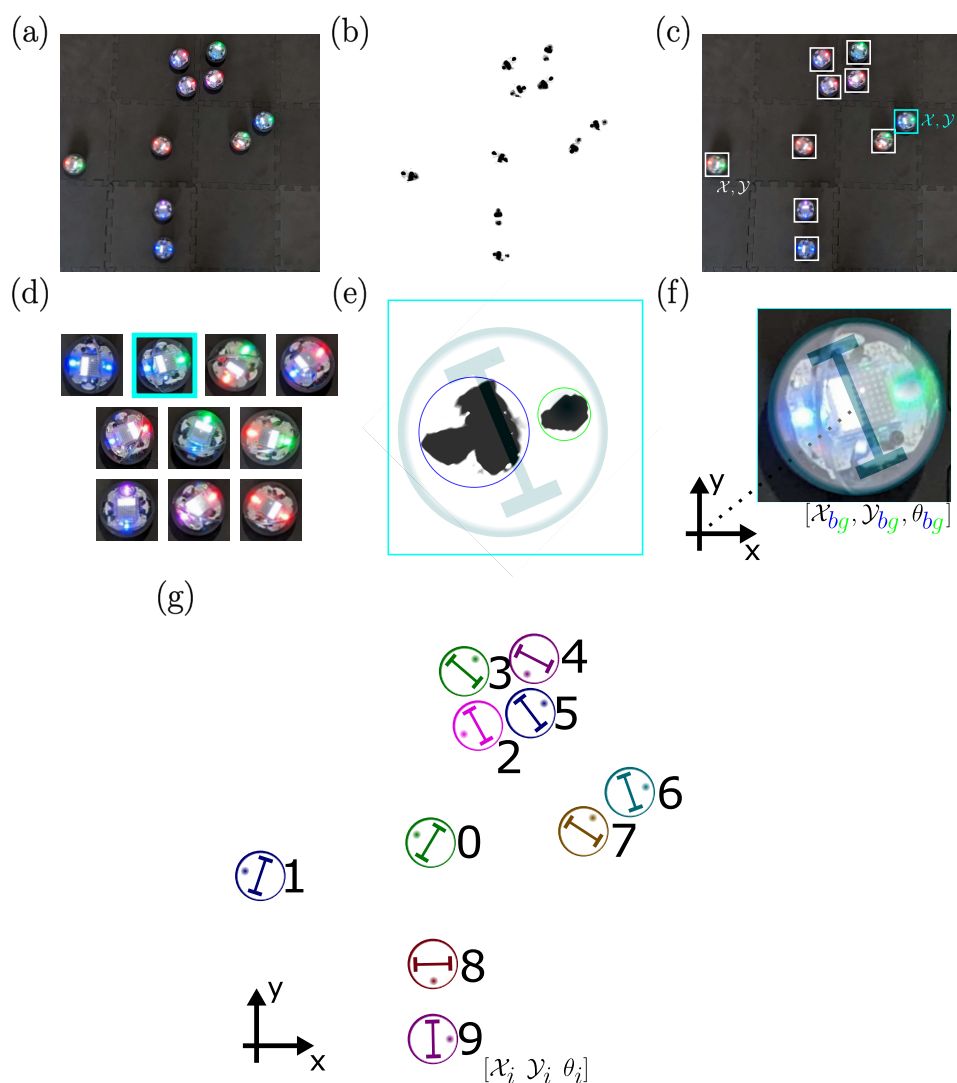 (a)
(b)
(c)
𝒳, 𝒴
𝒳, 𝒴
(d)
(e)
(f)
y
x
[𝒳bg, 𝒴bg, θbg]
(g)
3
4
5
2
6
7
0
1
8
9
y
x
[𝒳i 𝒴i θi]